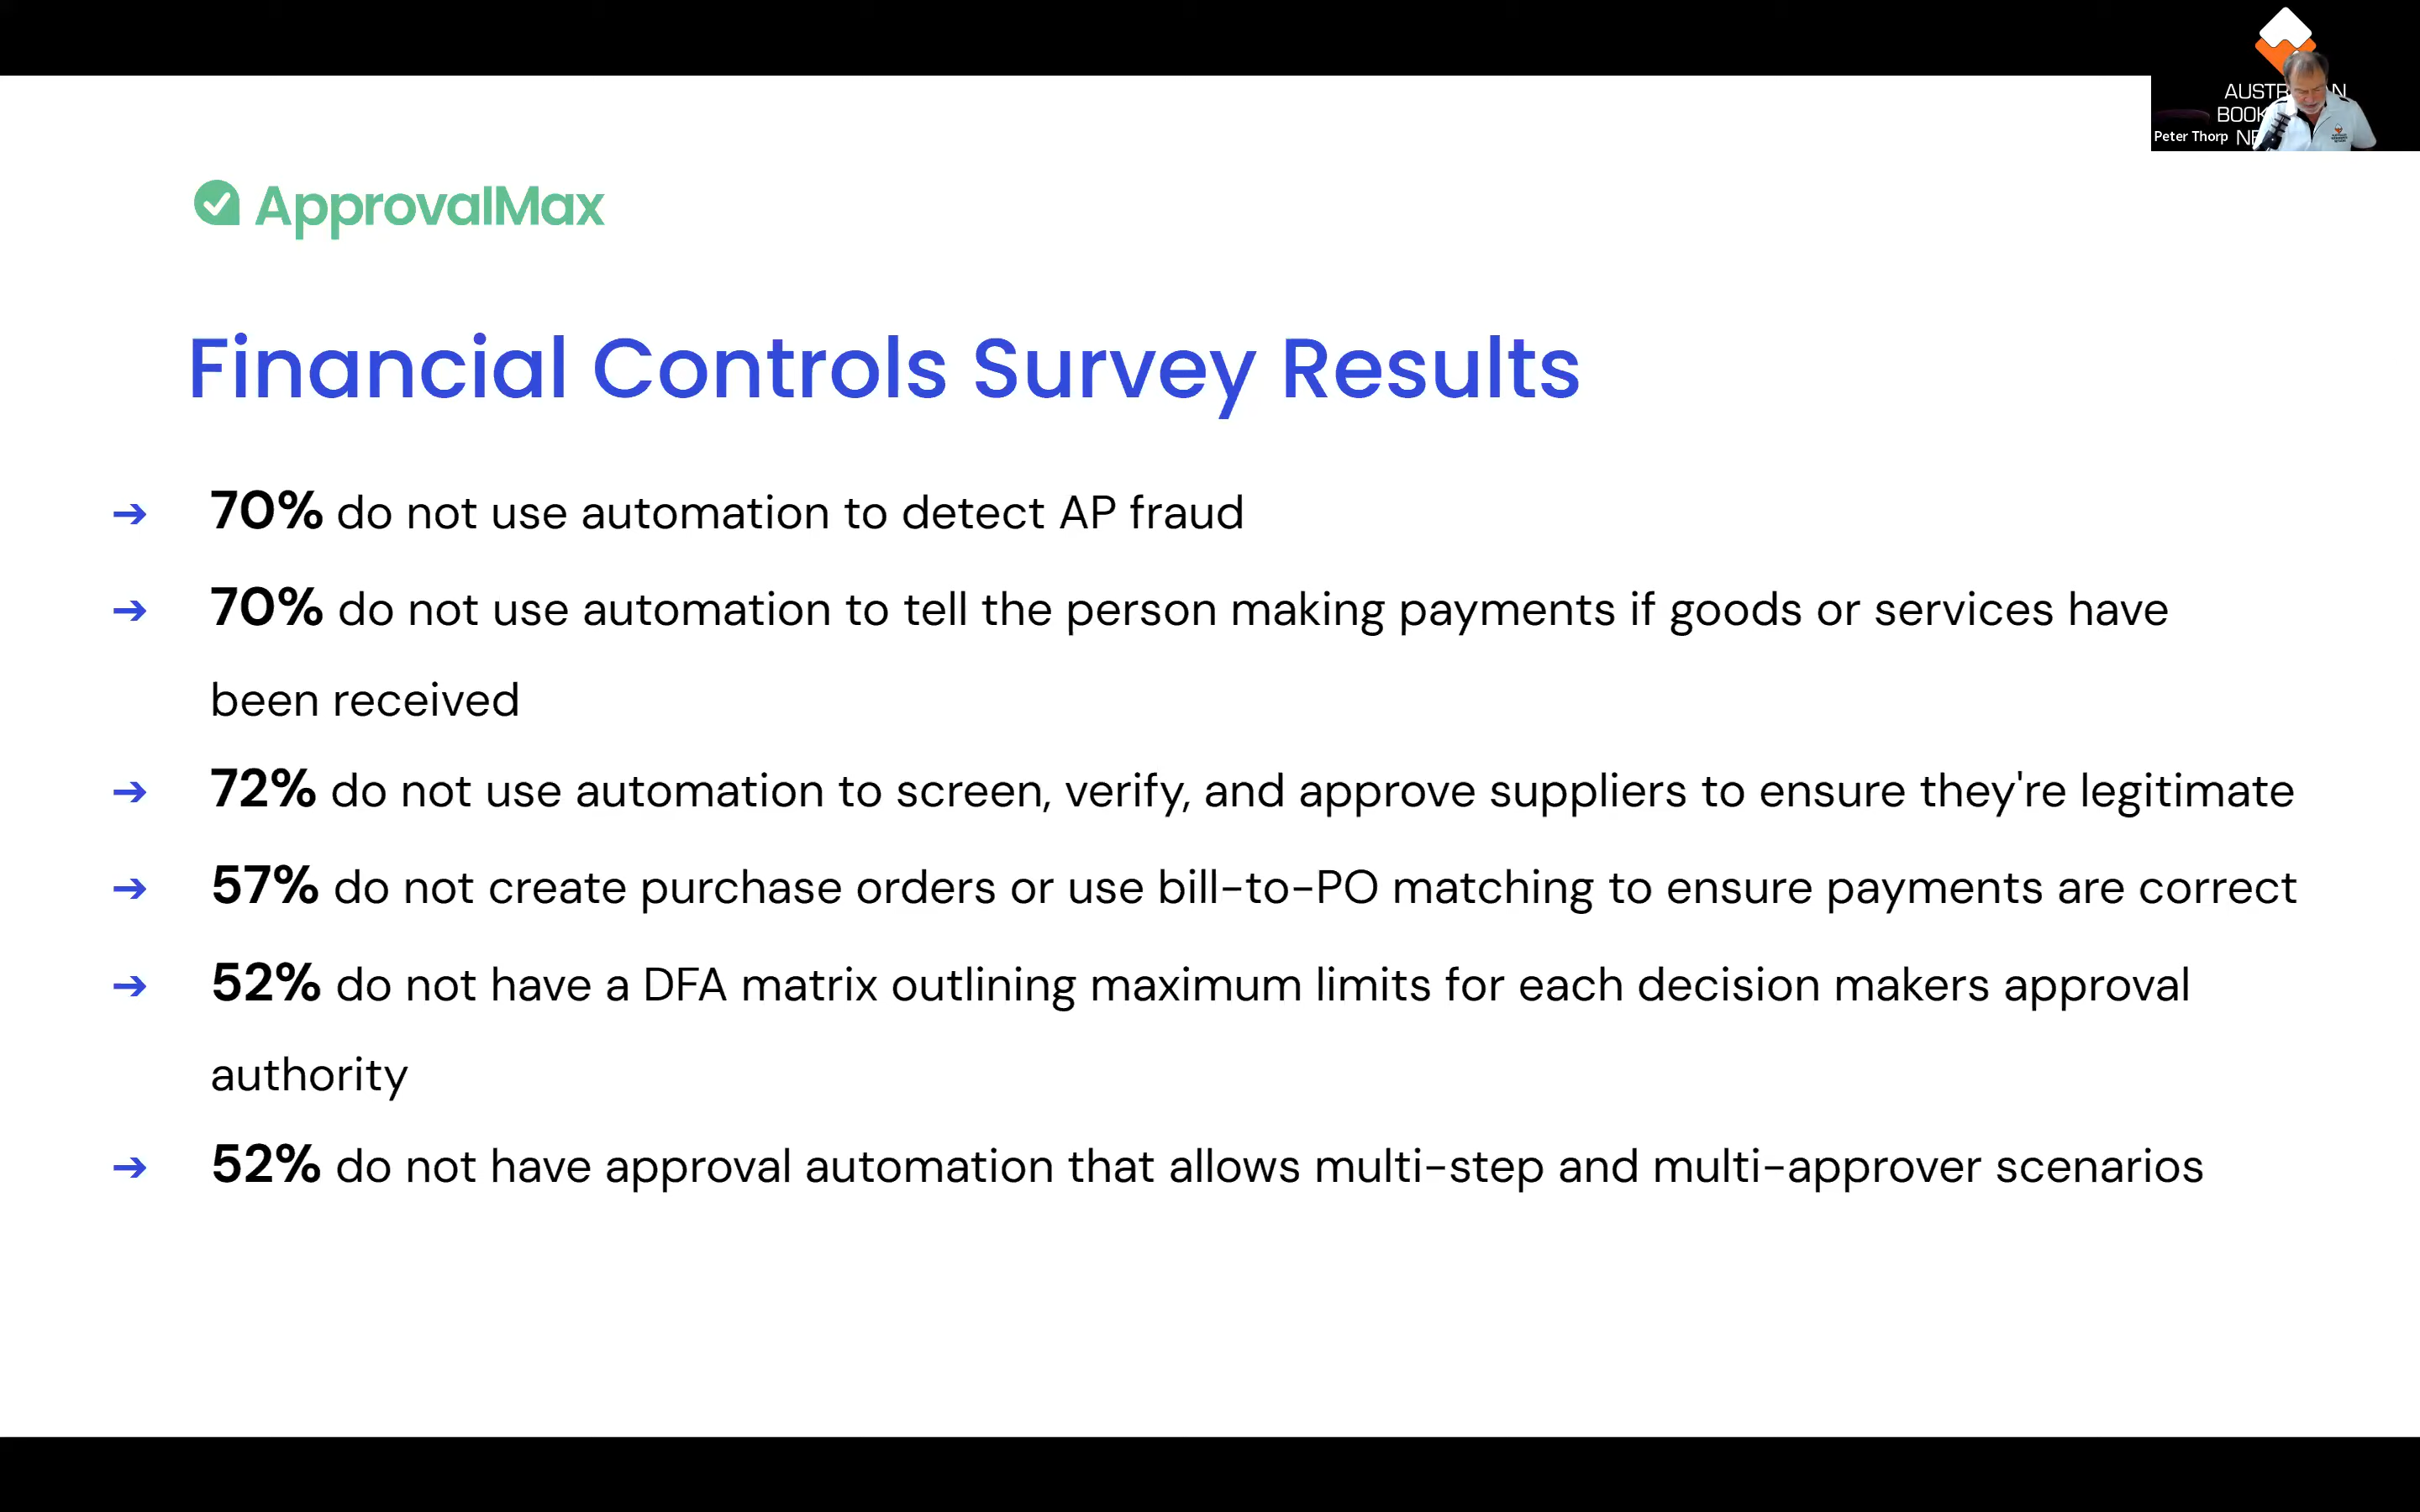 AUSTR N
BOOK
Peter Thorp NE
ApprovalMax
Financial Controls Survey Results
➔ 70% do not use automation to detect AP fraud
➔ 70% do not use automation to tell the person making payments if goods or services have
been received
➔ 72% do not use automation to screen, verify, and approve suppliers to ensure they're legitimate
➔ 57% do not create purchase orders or use bill-to-PO matching to ensure payments are correct
➔ 52% do not have a DFA matrix outlining maximum limits for each decision makers approval
authority
➔ 52% do not have approval automation that allows multi-step and multi-approver scenarios